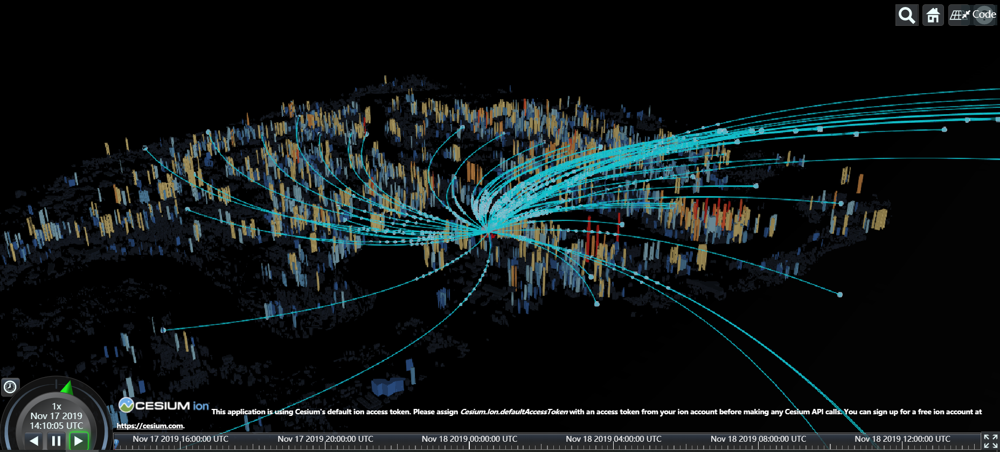 Code
CESIUM ion
This application is using Cesium's default ion access token. Please assign Cesium.Ion.defaultAccessToken with an access token from your ion account before making any Cesium API calls. You can sign up for a free ion account at
https://cesium.com.
1x
Nov 17 2019
14:10:05 UTC
Nov 17 2019 16:00:00 UTC
Nov 17 2019 20:00:00 UTC
Nov 18 2019 00:00:00 UTC
Nov 18 2019 04:00:00 UTC
Nov 18 2019 08:00:00 UTC
Nov 18 2019 12:00:00 UTC